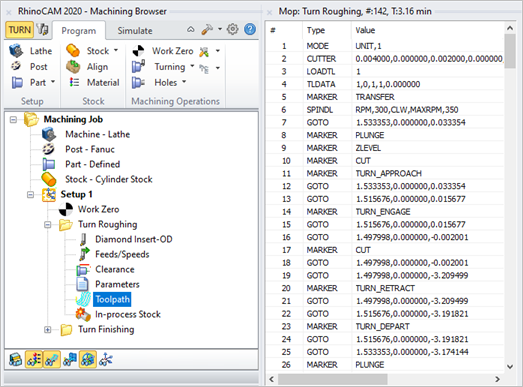 RhinoCAM 2020 - Machining Browser
TURN Program Simulate
Lathe Stock Work Zero
Post Align Turning
Part Material Holes
Setup Stock Machining Operations
Machining Job
Machine - Lathe
Post - Fanuc
Part - Defined
Stock - Cylinder Stock
Setup 1
Work Zero
Turn Roughing
Diamond Insert-OD
Feeds/Speeds
Clearance
Parameters
Toolpath
In-process Stock
Turn Finishing
Mop: Turn Roughing, #:142, T:3.16 min
# Type Value
1 MODE UNIT,1
2 CUTTER 0.004000,0.000000,0.002000,0.000000,
3 LOADTL 1
4 TLDATA 1,0,1,1,0.000000
5 MARKER TRANSFER
6 SPINDL RPM,300,CLW,MAXRPM,350
7 GOTO 1.533353,0.000000,0.033354
8 MARKER PLUNGE
9 MARKER ZLEVEL
10 MARKER CUT
11 MARKER TURN_APPROACH
12 GOTO 1.533353,0.000000,0.033354
13 GOTO 1.515676,0.000000,0.015677
14 MARKER TURN_ENGAGE
15 GOTO 1.515676,0.000000,0.015677
16 GOTO 1.497998,0.000000,-0.002001
17 MARKER CUT
18 GOTO 1.497998,0.000000,-0.002001
19 GOTO 1.497998,0.000000,-3.209499
20 MARKER TURN_RETRACT
21 GOTO 1.497998,0.000000,-3.209499
22 GOTO 1.515676,0.000000,-3.191821
23 MARKER TURN_DEPART
24 GOTO 1.515676,0.000000,-3.191821
25 GOTO 1.533353,0.000000,-3.174144
26 MARKER PLUNGE